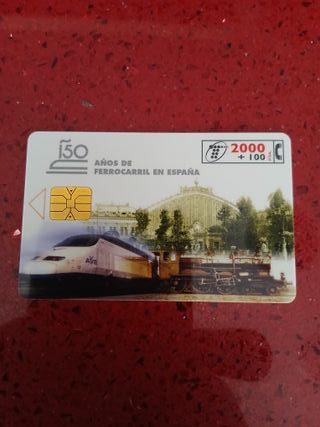 150
AÑOS DE
FERROCARRIL EN ESPAÑA
2000
+ 100
AVE